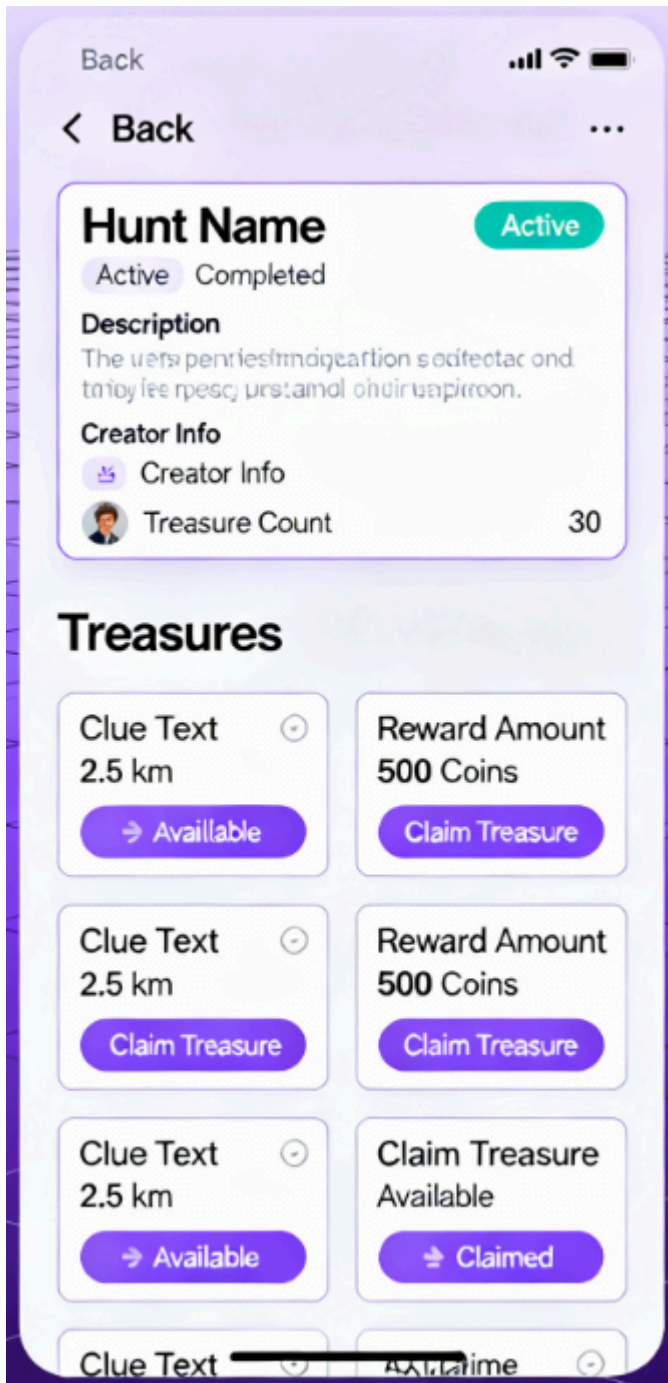 Back
Back
Hunt Name
Active
Active Completed
Description
The
Creator Info
Creator Info
Treasure Count 30
Treasures
Clue Text
2.5 km
Availlable
Reward Amount
500 Coins
Claim Treasure
Clue Text
2.5 km
Claim Treasure
Reward Amount
500 Coins
Claim Treasure
Clue Text
2.5 km
Available
Claim Treasure
Available
Claimed
Clue Text